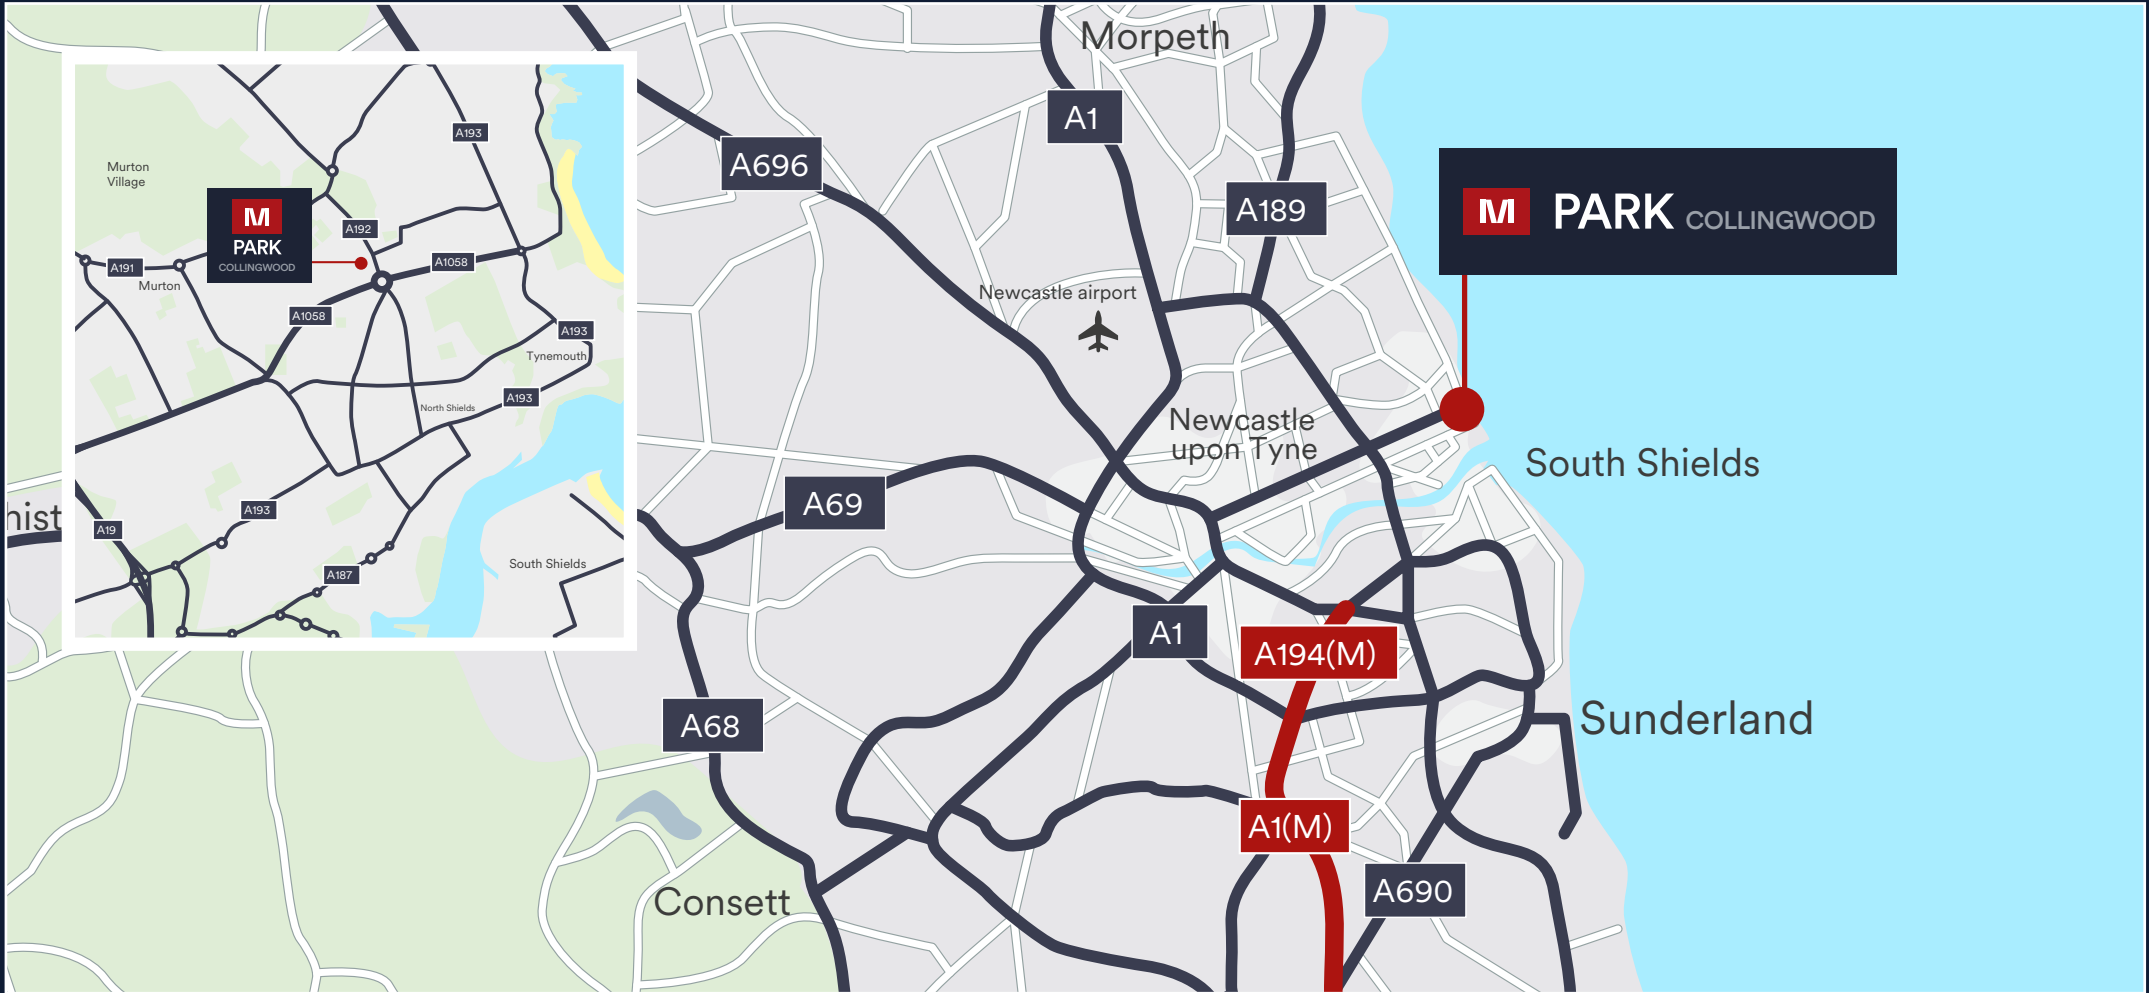 Morpeth
A1
A696
A189
M PARK COLLINGWOOD
Newcastle airport
Newcastle
upon Tyne
South Shields
A69
hist
A1
A194(M)
A68
Sunderland
A1(M)
A690
Consett
A193
Murton
Village
M
PARK
COLLINGWOOD
A192
A1058
A191
Murton
A1058
A193
Tynemouth
A193
North Shields
A193
A19
South Shields
A187